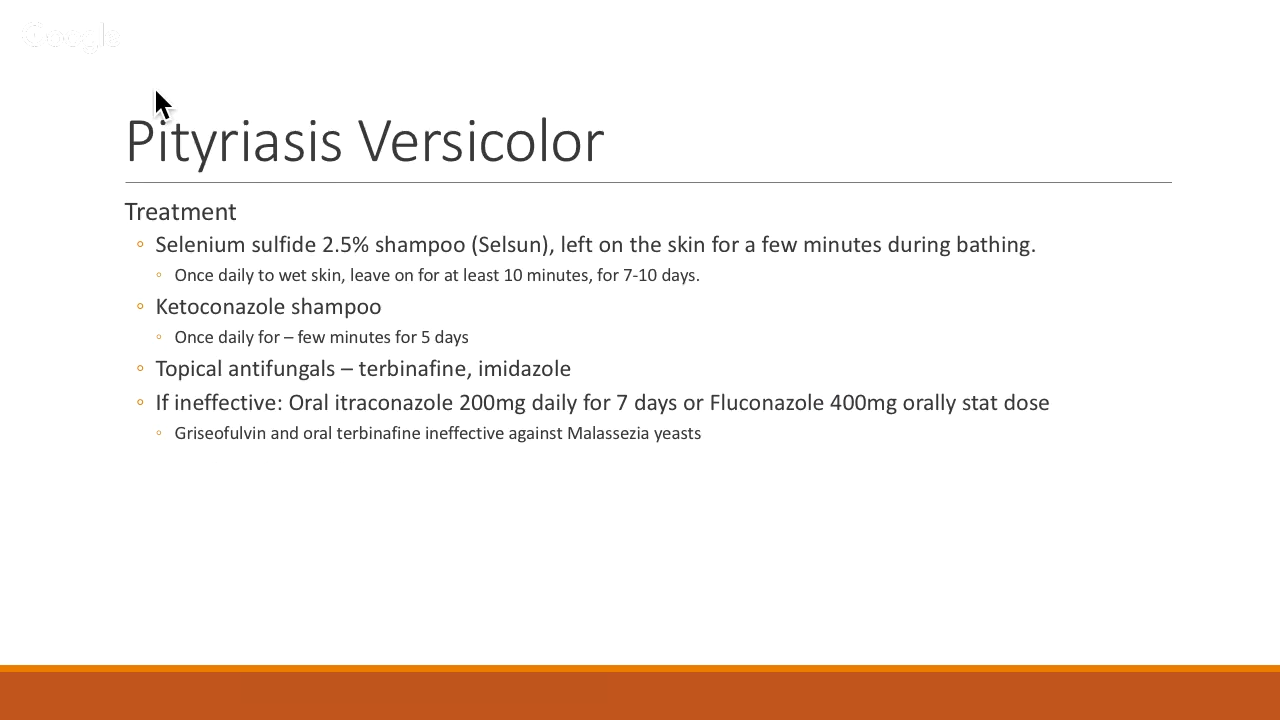 Google
Pityriasis Versicolor
Treatment
Selenium sulfide 2.5% shampoo (Selsun), left on the skin for a few minutes during bathing.
Once daily to wet skin, leave on for at least 10 minutes, for 7-10 days.
Ketoconazole shampoo
Once daily for – few minutes for 5 days
Topical antifungals – terbinafine, imidazole
If ineffective: Oral itraconazole 200mg daily for 7 days or Fluconazole 400mg orally stat dose
Griseofulvin and oral terbinafine ineffective against Malassezia yeasts